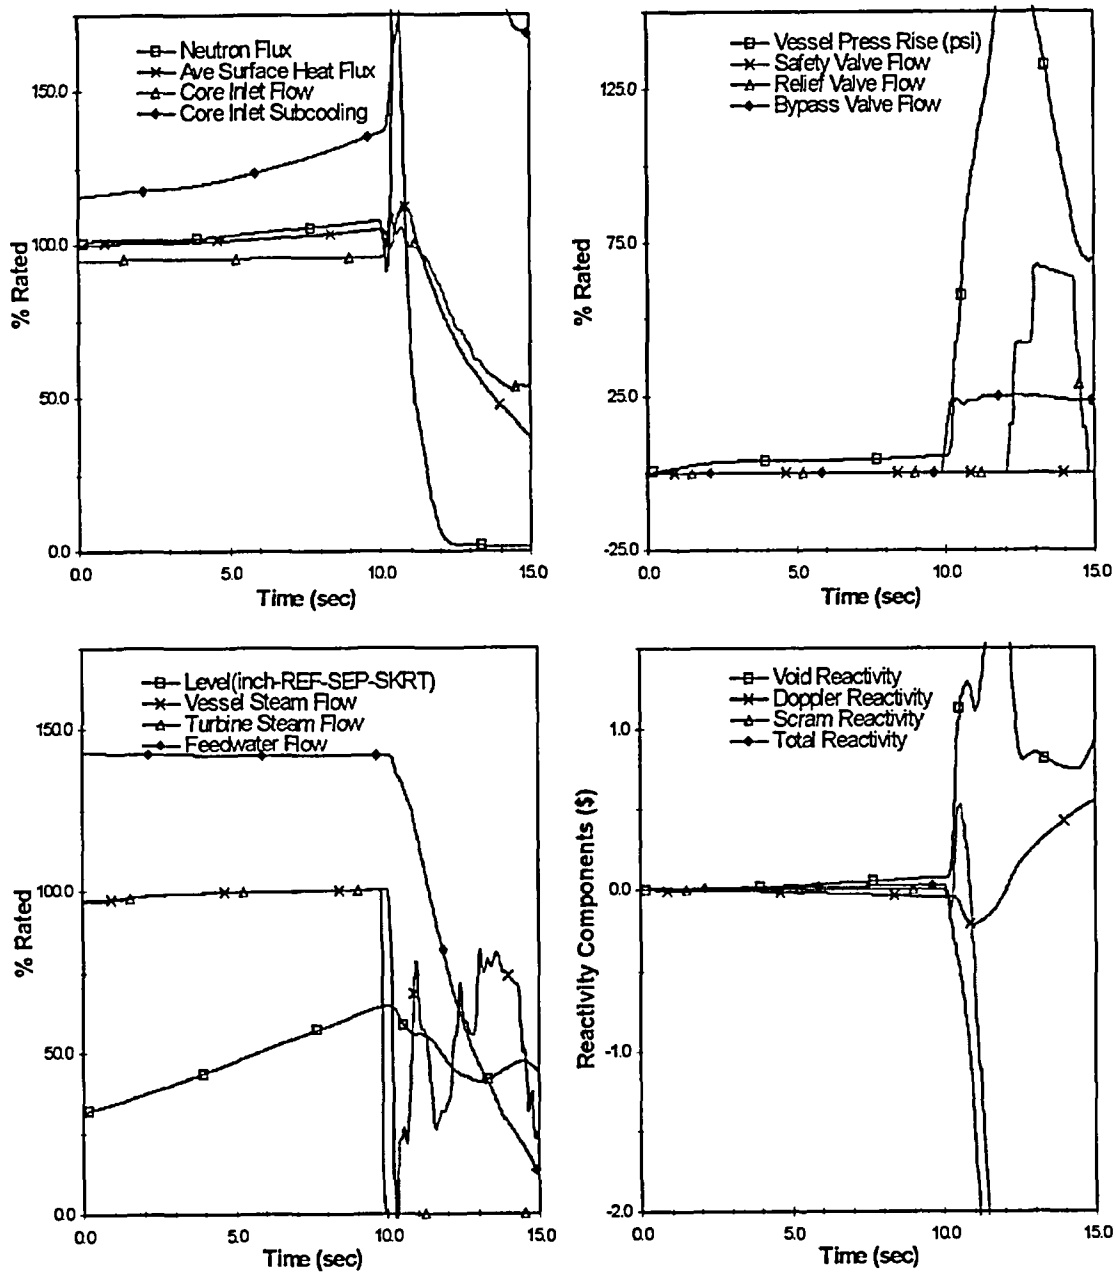 Neutron Flux
Ave Surface Heat Flux
Core Inlet Flow
Core Inlet Subcooling
150.0
100.0
50.0
0.0
% Rated
0.0 5.0 10.0 15.0
Time (sec)
Vessel Press Rise (psi)
Safety Valve Flow
Relief Valve Flow
Bypass Valve Flow
125.0
75.0
25.0
-25.0
% Rated
0.0 5.0 10.0 15.0
Time (sec)
Level(inch-REF-SEP-SKRT)
Vessel Steam Flow
Turbine Steam Flow
Feedwater Flow
150.0
100.0
50.0
0.0
% Rated
0.0 5.0 10.0 15.0
Time (sec)
Void Reactivity
Doppler Reactivity
Scram Reactivity
Total Reactivity
1.0
0.0
-1.0
-2.0
Reactivity Components ($)
0.0 5.0 10.0 15.0
Time (sec)